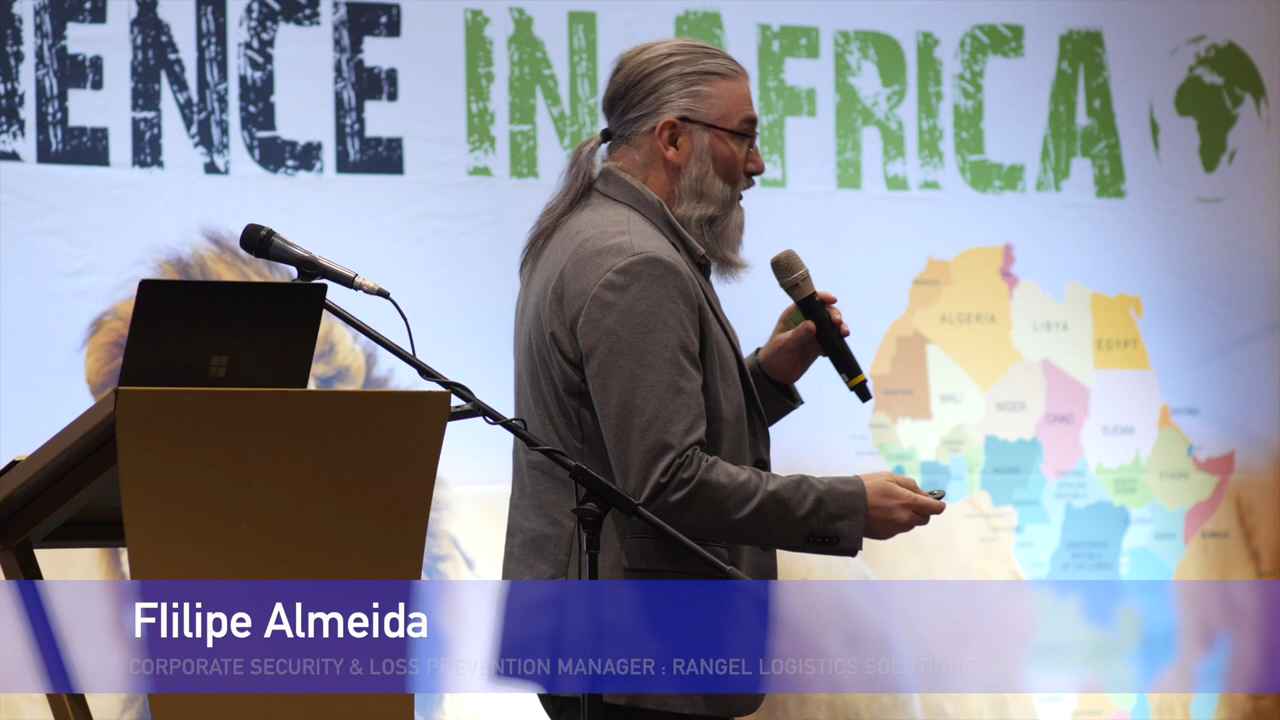 IENCE IN AFRICA
ALGERIA
LIBYA
EGYPT
MALI
NIGER
CHAD
SUDAN
Flilipe Almeida
CORPORATE SECURITY & LOSS PREVENTION MANAGER : RANGEL LOGISTICS SOLUTIONS